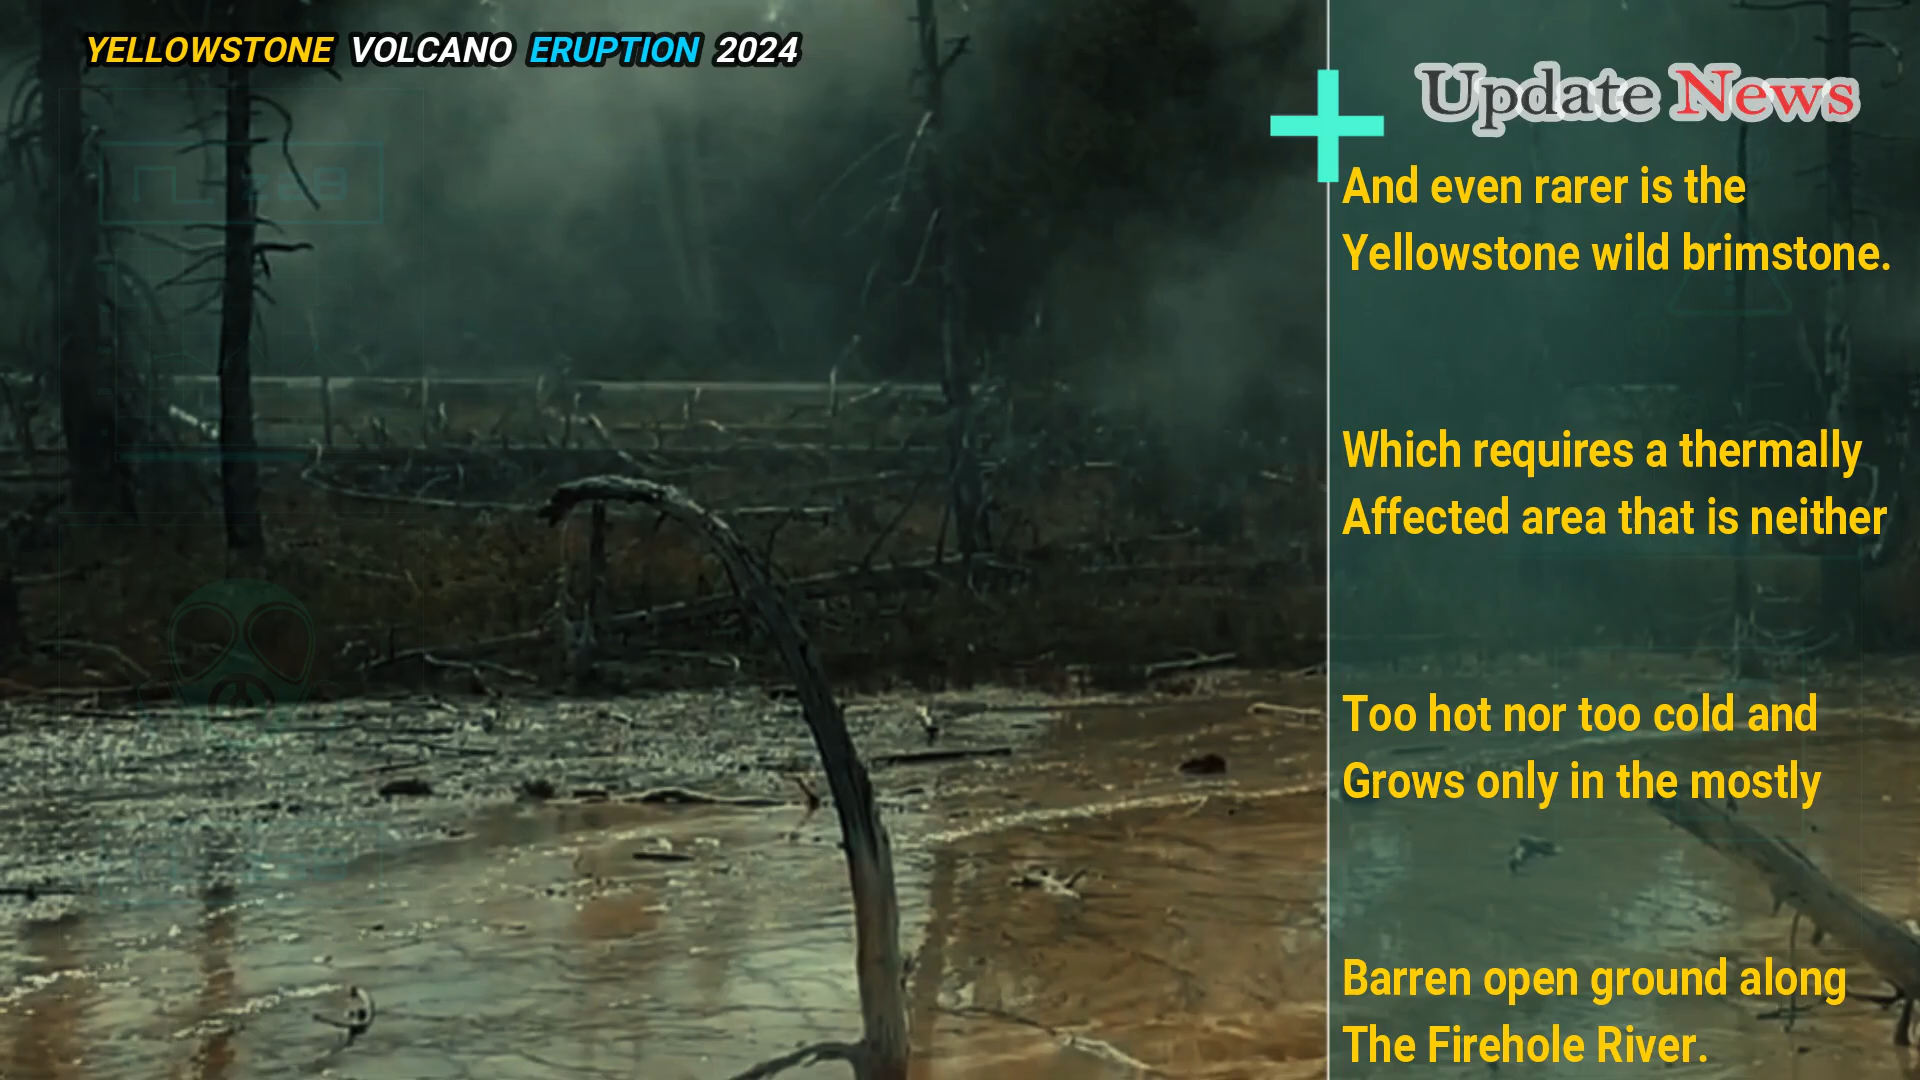 YELLOWSTONE VOLCANO ERUPTION 2024
Update News
And even rarer is the
Yellowstone wild brimstone.
Which requires a thermally
Affected area that is neither
Too hot nor too cold and
Grows only in the mostly
Barren open ground along
The Firehole River.